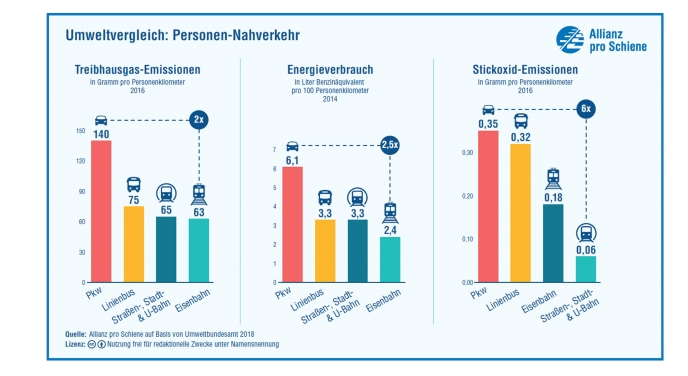 Umweltvergleich: Personen-Nahverkehr
Allianz
pro Schiene
Treibhausgas-Emissionen
in Gramm pro Personenkilometer
2016
150
120
90
60
30
0
2x
140
75
65
63
Pkw
Linienbus
Straßen-, Stadt-
& U-Bahn
Eisenbahn
Energieverbrauch
in Liter Benzinäquivalent
pro 100 Personenkilometer
2014
7
6
5
4
3
2
1
0
2,5x
6,1
3,3
3,3
2,4
Pkw
Linienbus
Straßen-, Stadt-
& U-Bahn
Eisenbahn
Stickoxid-Emissionen
in Gramm pro Personenkilometer
2016
0,30
0,20
0,10
0,00
6x
0,35
0,32
0,18
0,06
Pkw
Linienbus
Eisenbahn
Straßen-, Stadt-
& U-Bahn
Quelle: Allianz pro Schiene auf Basis von Umweltbundesamt 2018
Lizenz: Nutzung frei für redaktionelle Zwecke unter Namensnennung